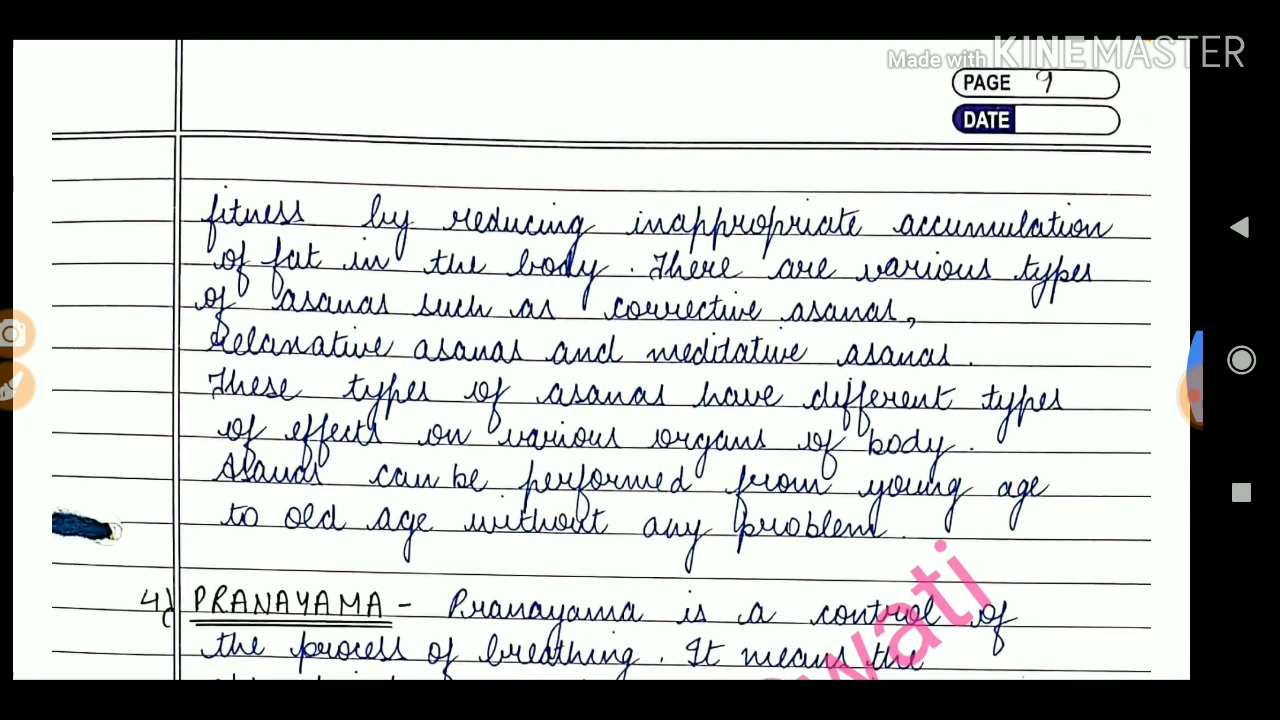 Made with KINEMASTER
PAGE 9
DATE
fitness by reducing inappropriate accumulation
of fat in the body. There are various types
of asanas such as corrective asanas,
Relaxative asanas and meditative asanas.
These types of asanas have different types
of effects on various organs of body.
Asanas can be performed from young age
to old age without any problem.
4) PRANAYAMA - Pranayama is a control of
the process of breathing. It means the
wati